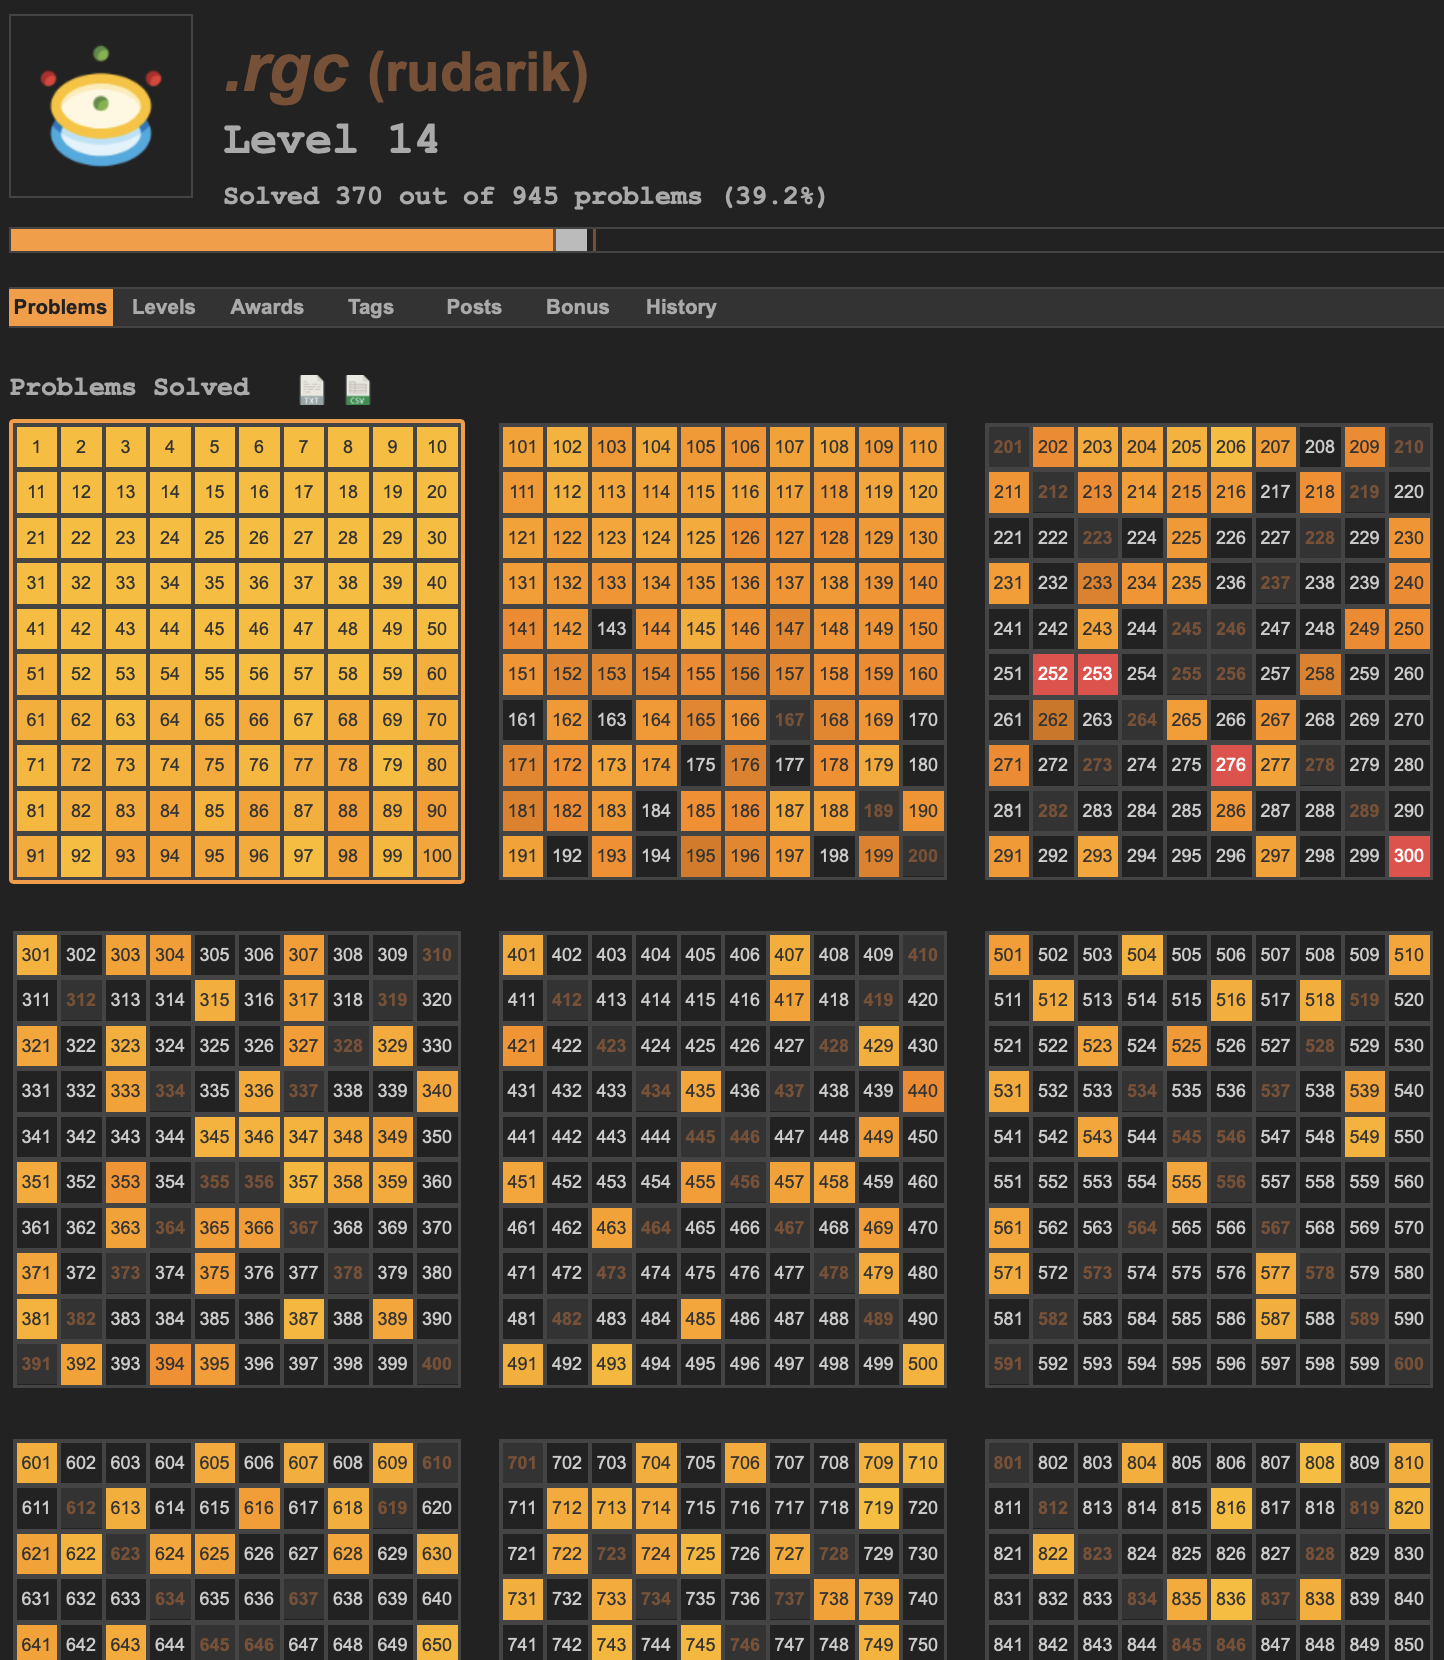 .rgc (rudarik)
Level 14
Solved 370 out of 945 problems (39.2%)
Problems Levels Awards Tags Posts Bonus History
Problems Solved TXT CSV
1 2 3 4 5 6 7 8 9 10
11 12 13 14 15 16 17 18 19 20
21 22 23 24 25 26 27 28 29 30
31 32 33 34 35 36 37 38 39 40
41 42 43 44 45 46 47 48 49 50
51 52 53 54 55 56 57 58 59 60
61 62 63 64 65 66 67 68 69 70
71 72 73 74 75 76 77 78 79 80
81 82 83 84 85 86 87 88 89 90
91 92 93 94 95 96 97 98 99 100
101 102 103 104 105 106 107 108 109 110
111 112 113 114 115 116 117 118 119 120
121 122 123 124 125 126 127 128 129 130
131 132 133 134 135 136 137 138 139 140
141 142 143 144 145 146 147 148 149 150
151 152 153 154 155 156 157 158 159 160
161 162 163 164 165 166 167 168 169 170
171 172 173 174 175 176 177 178 179 180
181 182 183 184 185 186 187 188 189 190
191 192 193 194 195 196 197 198 199 200
201 202 203 204 205 206 207 208 209 210
211 212 213 214 215 216 217 218 219 220
221 222 223 224 225 226 227 228 229 230
231 232 233 234 235 236 237 238 239 240
241 242 243 244 245 246 247 248 249 250
251 252 253 254 255 256 257 258 259 260
261 262 263 264 265 266 267 268 269 270
271 272 273 274 275 276 277 278 279 280
281 282 283 284 285 286 287 288 289 290
291 292 293 294 295 296 297 298 299 300
301 302 303 304 305 306 307 308 309 310
311 312 313 314 315 316 317 318 319 320
321 322 323 324 325 326 327 328 329 330
331 332 333 334 335 336 337 338 339 340
341 342 343 344 345 346 347 348 349 350
351 352 353 354 355 356 357 358 359 360
361 362 363 364 365 366 367 368 369 370
371 372 373 374 375 376 377 378 379 380
381 382 383 384 385 386 387 388 389 390
391 392 393 394 395 396 397 398 399 400
401 402 403 404 405 406 407 408 409 410
411 412 413 414 415 416 417 418 419 420
421 422 423 424 425 426 427 428 429 430
431 432 433 434 435 436 437 438 439 440
441 442 443 444 445 446 447 448 449 450
451 452 453 454 455 456 457 458 459 460
461 462 463 464 465 466 467 468 469 470
471 472 473 474 475 476 477 478 479 480
481 482 483 484 485 486 487 488 489 490
491 492 493 494 495 496 497 498 499 500
501 502 503 504 505 506 507 508 509 510
511 512 513 514 515 516 517 518 519 520
521 522 523 524 525 526 527 528 529 530
531 532 533 534 535 536 537 538 539 540
541 542 543 544 545 546 547 548 549 550
551 552 553 554 555 556 557 558 559 560
561 562 563 564 565 566 567 568 569 570
571 572 573 574 575 576 577 578 579 580
581 582 583 584 585 586 587 588 589 590
591 592 593 594 595 596 597 598 599 600
601 602 603 604 605 606 607 608 609 610
611 612 613 614 615 616 617 618 619 620
621 622 623 624 625 626 627 628 629 630
631 632 633 634 635 636 637 638 639 640
641 642 643 644 645 646 647 648 649 650
701 702 703 704 705 706 707 708 709 710
711 712 713 714 715 716 717 718 719 720
721 722 723 724 725 726 727 728 729 730
731 732 733 734 735 736 737 738 739 740
741 742 743 744 745 746 747 748 749 750
801 802 803 804 805 806 807 808 809 810
811 812 813 814 815 816 817 818 819 820
821 822 823 824 825 826 827 828 829 830
831 832 833 834 835 836 837 838 839 840
841 842 843 844 845 846 847 848 849 850